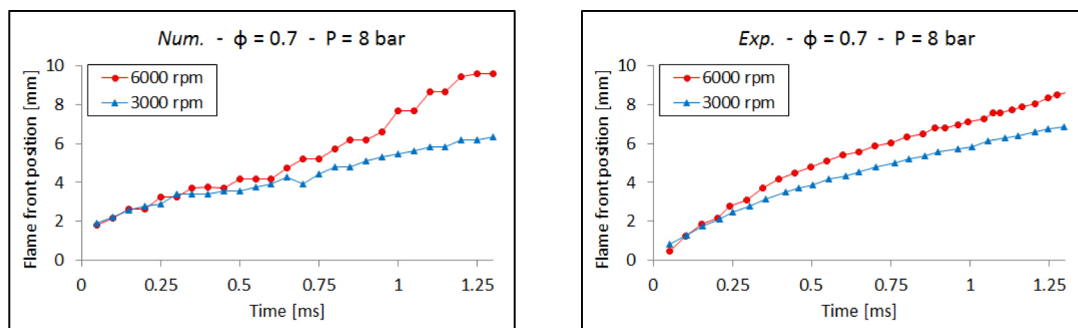 Num. - ϕ = 0.7 - P = 8 bar
10
8
6
4
2
0
Flame front position [mm]
6000 rpm
3000 rpm
0 0.25 0.5 0.75 1 1.25
Time [ms]
Exp. - ϕ = 0.7 - P = 8 bar
10
8
6
4
2
0
Flame front position [mm]
6000 rpm
3000 rpm
0 0.25 0.5 0.75 1 1.25
Time [ms]